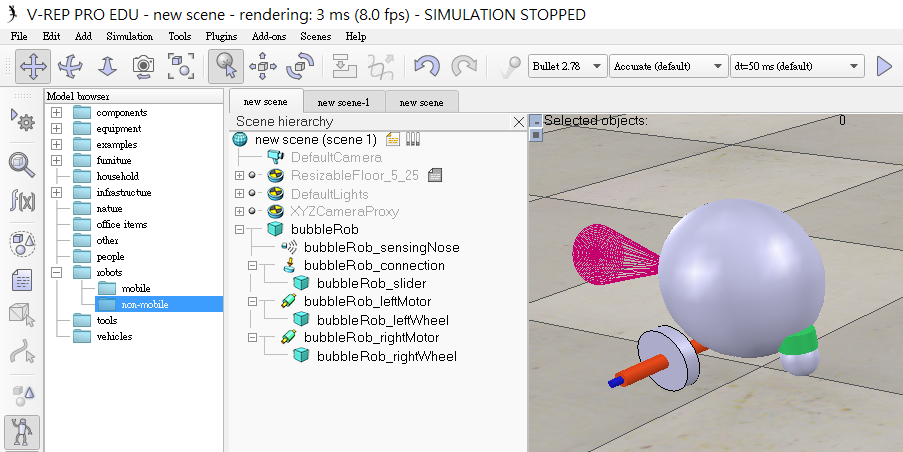 V-REP PRO EDU - new scene - rendering: 3 ms (8.0 fps) - SIMULATION STOPPED
File Edit Add Simulation Tools Plugins Add-ons Scenes Help
Bullet 2.78 Accurate (default) dt=50 ms (default)
Model browser
components
equipment
examples
furniture
household
infrastructure
nature
office items
other
people
robots
mobile
non-mobile
tools
vehicles
new scene new scene-1 new scene
Scene hierarchy
new scene (scene 1)
DefaultCamera
ResizableFloor_5_25
DefaultLights
XYZCameraProxy
bubbleRob
bubbleRob_sensingNose
bubbleRob_connection
bubbleRob_slider
bubbleRob_leftMotor
bubbleRob_leftWheel
bubbleRob_rightMotor
bubbleRob_rightWheel
Selected objects: 0
f(x)